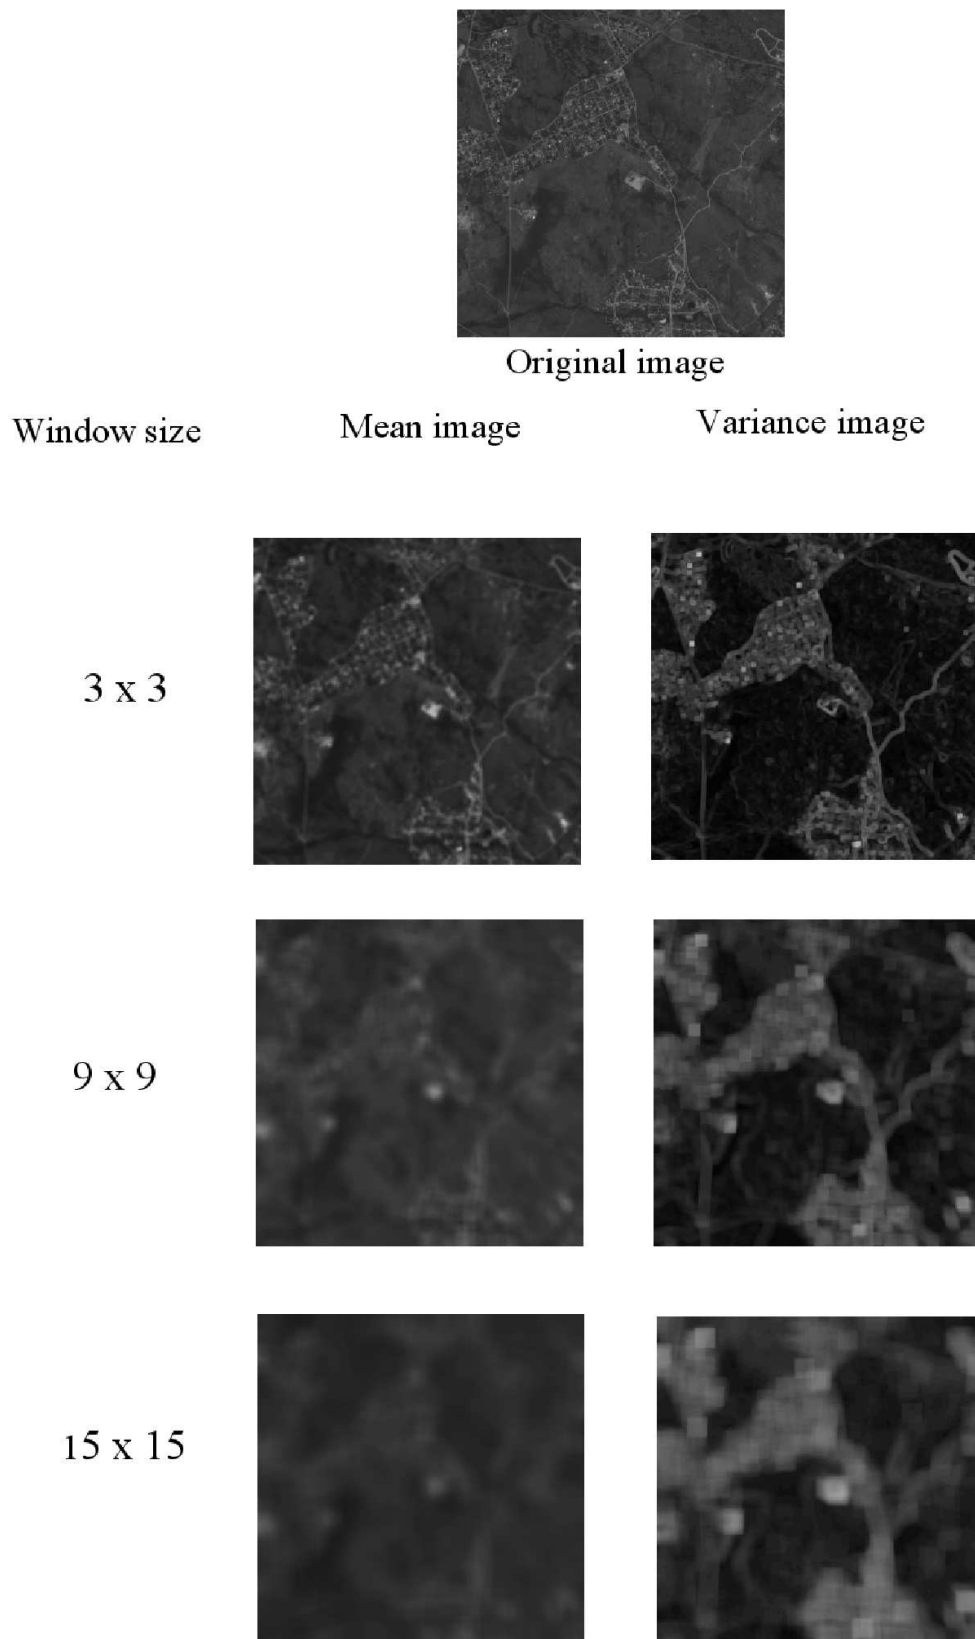 Original image
Window size
Mean image
Variance image
3 x 3
9 x 9
15 x 15